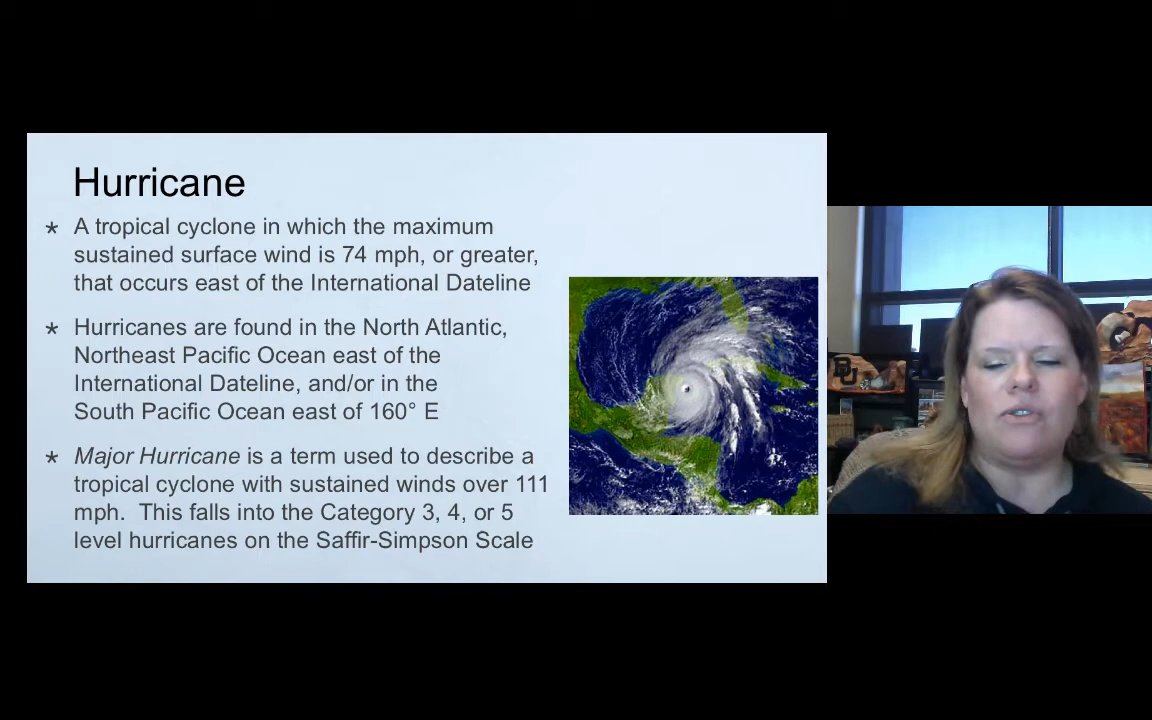 Hurricane
* A tropical cyclone in which the maximum
sustained surface wind is 74 mph, or greater,
that occurs east of the International Dateline
* Hurricanes are found in the North Atlantic,
Northeast Pacific Ocean east of the
International Dateline, and/or in the
South Pacific Ocean east of 160° E
* Major Hurricane is a term used to describe a
tropical cyclone with sustained winds over 111
mph.  This falls into the Category 3, 4, or 5
level hurricanes on the Saffir-Simpson Scale
BU